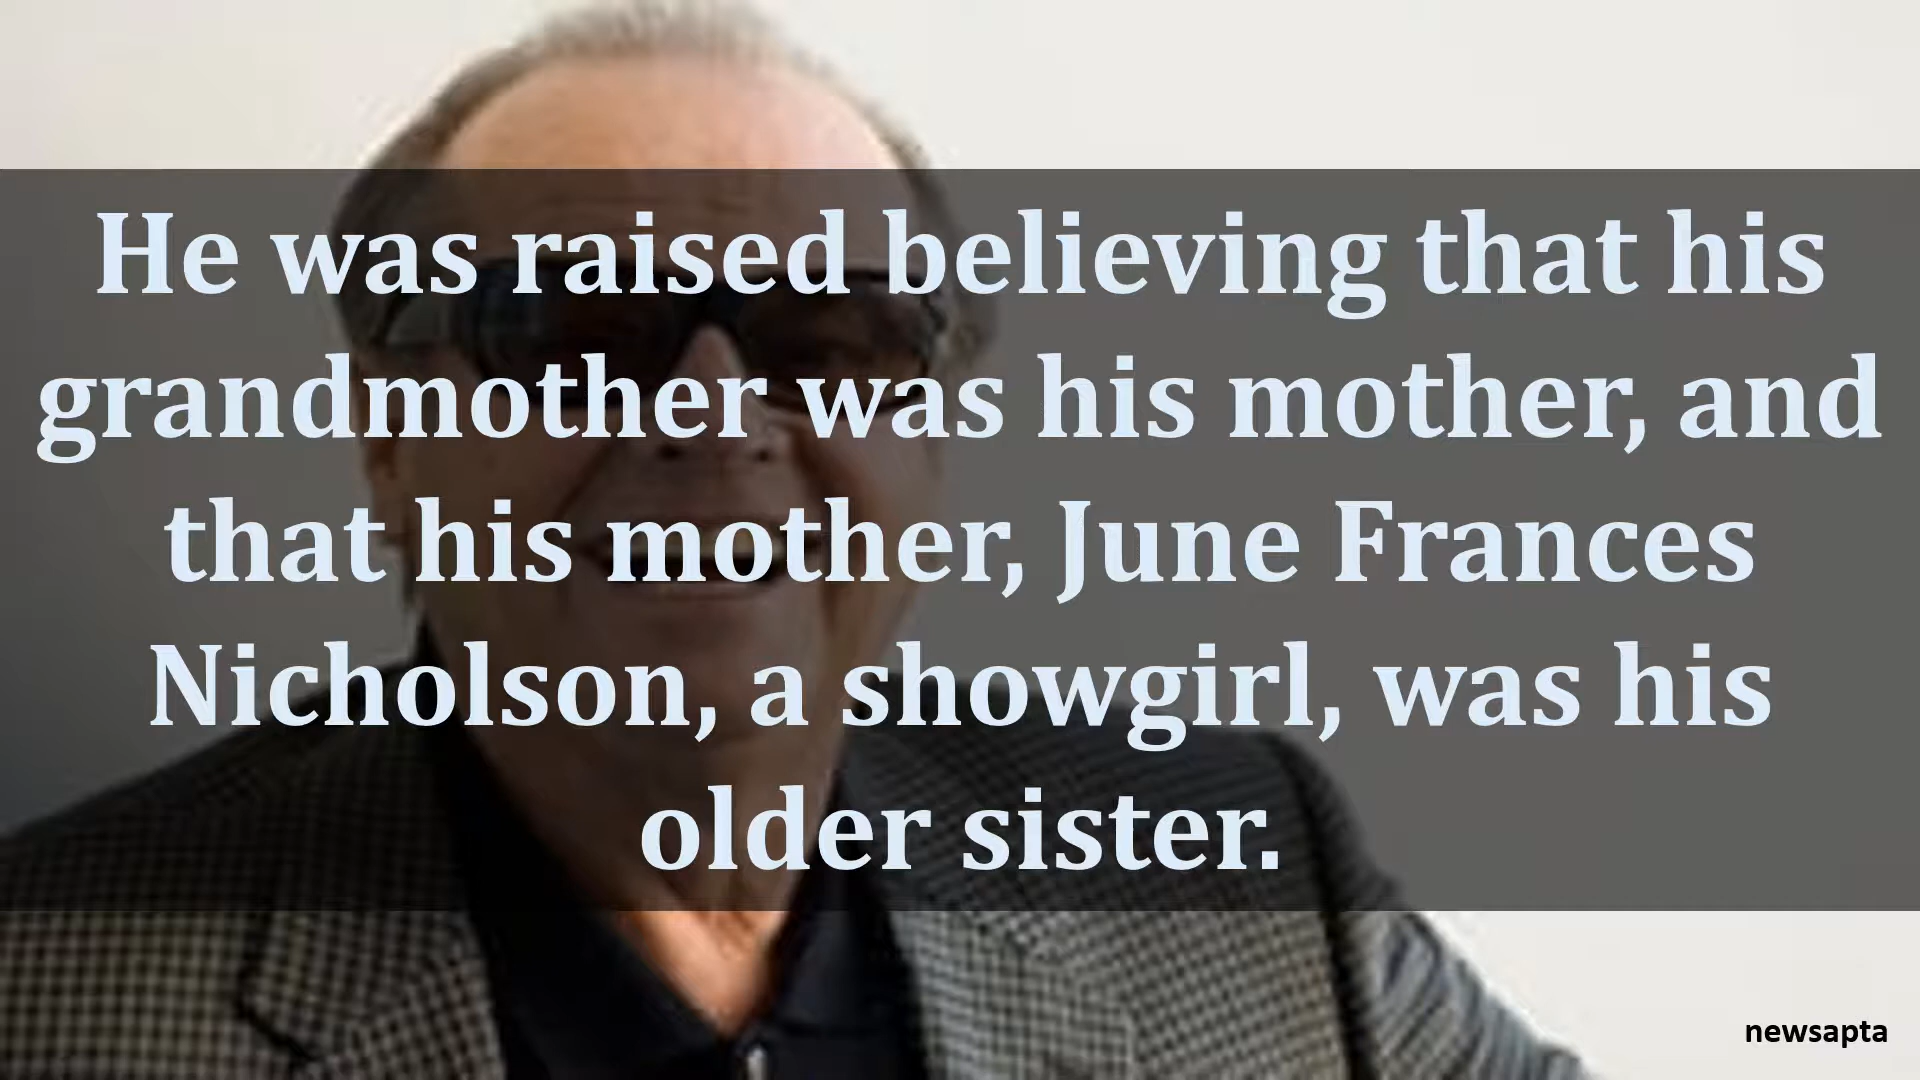 He was raised believing that his
grandmother was his mother, and
that his mother, June Frances
Nicholson, a showgirl, was his
older sister.
newsapta